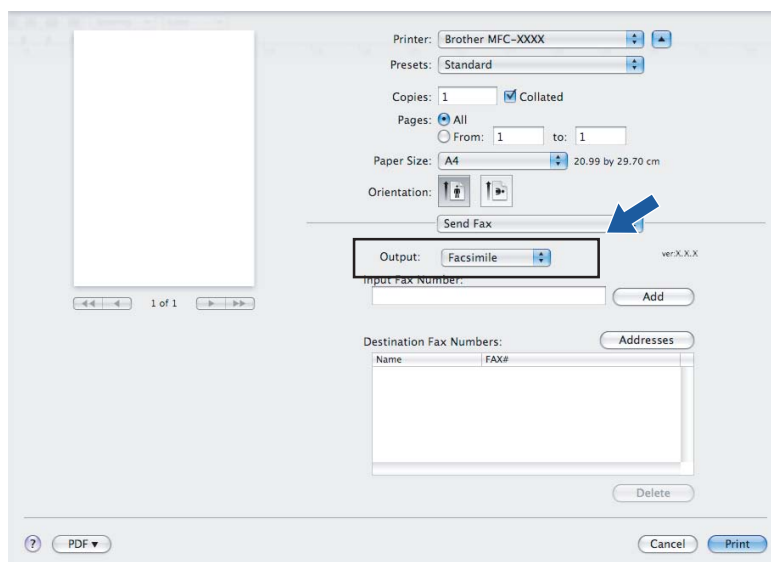 Printer: Brother MFC-XXXX
Presets: Standard
Copies: 1 Collated
Pages: All
From: 1 to: 1
Paper Size: A4 20.99 by 29.70 cm
Orientation:
Send Fax
Output: Facsimile ver:X.X.X
Input Fax Number:
Add
1 of 1
Destination Fax Numbers: Addresses
Name FAX#
Delete
? PDF Cancel Print